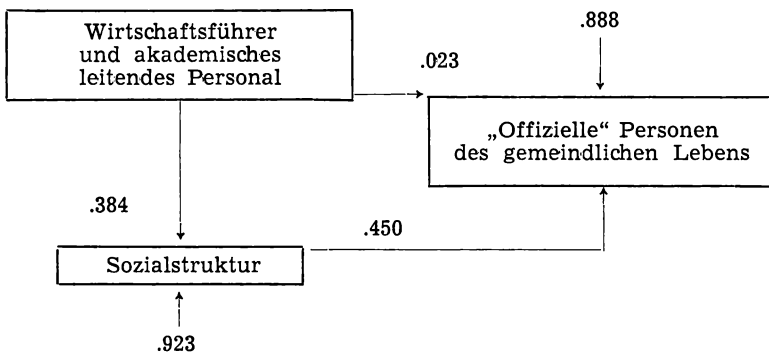 Wirtschaftsführer
und akademisches
leitendes Personal
.888
.023
„Offizielle“ Personen
des gemeindlichen Lebens
.384
.450
Sozialstruktur
.923